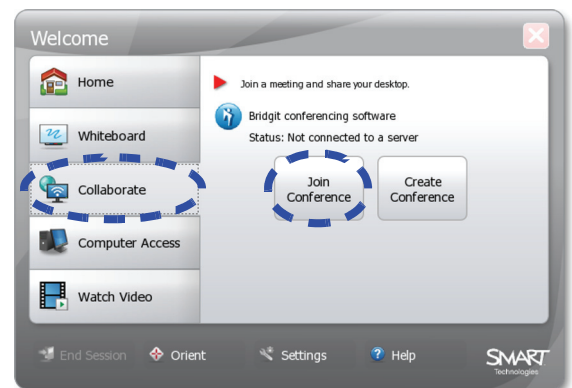 Welcome
Home
Whiteboard
Collaborate
Computer Access
Watch Video
Join a meeting and share your desktop.
Bridgit conferencing software
Status: Not connected to a server
Join
Conference
Create
Conference
End Session
Orient
Settings
Help
SMART
Technologies